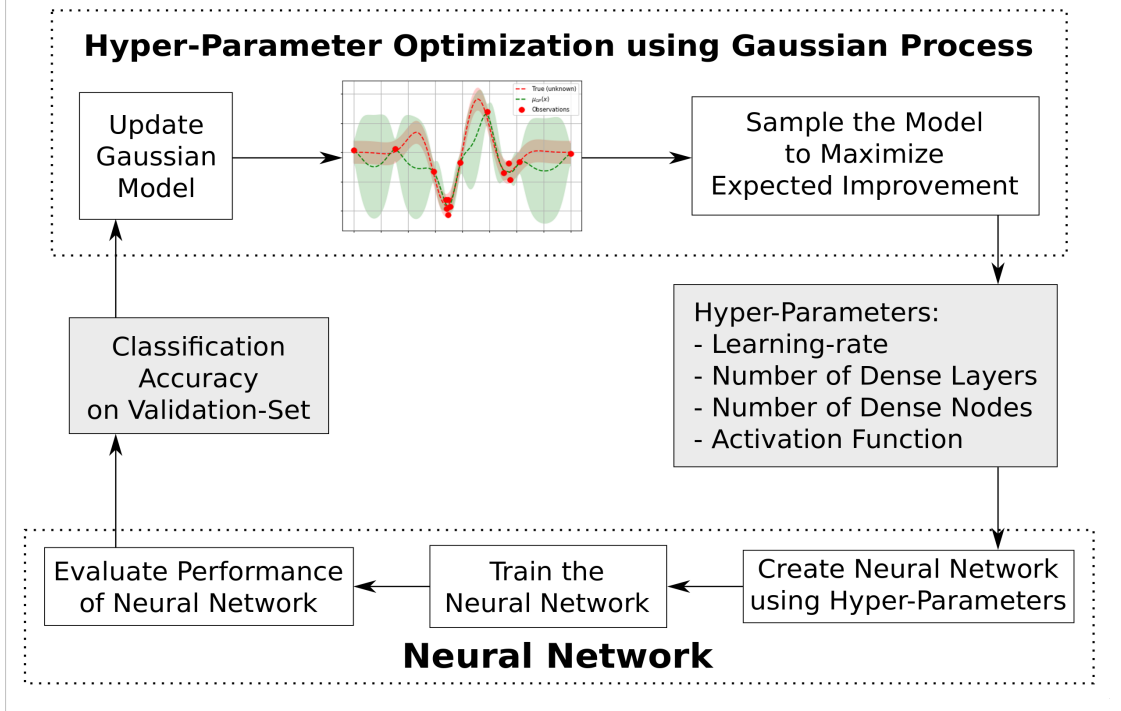 Hyper-Parameter Optimization using Gaussian Process
Update
Gaussian
Model
True (unknown)
μGP(x)
Observations
Sample the Model
to Maximize
Expected Improvement
Classification
Accuracy
on Validation-Set
Hyper-Parameters:
- Learning-rate
- Number of Dense Layers
- Number of Dense Nodes
- Activation Function
Evaluate Performance
of Neural Network
Train the
Neural Network
Create Neural Network
using Hyper-Parameters
Neural Network